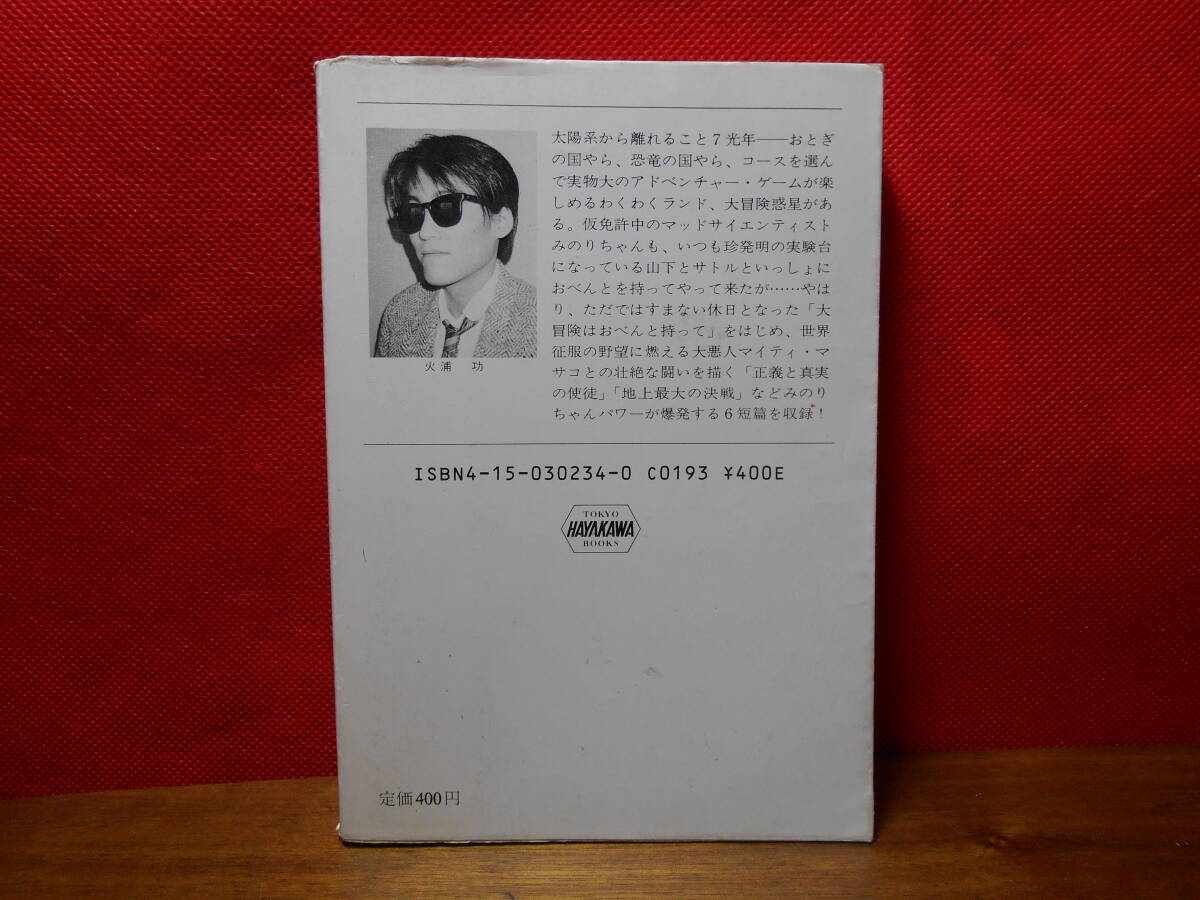 太陽系から離れること7光年――おとぎ
の国やら、恐竜の国やら、コースを選ん
で実物大のアドベンチャー・ゲームが楽
しめるわくわくランド、大冒険惑星があ
る。仮免許中のマッドサイエンティスト
みのりちゃんも、いつも珍発明の実験台
になっている山下とサトルといっしょに
おべんとを持ってやって来たが……やは
り、ただではすまない休日となった「大
冒険はおべんと持って」をはじめ、世界
征服の野望に燃える大悪人マイティ・マ
サコとの壮絶な闘いを描く「正義と真実
の使徒」「地上最大の決戦」などみのり
ちゃんパワーが爆発する6短篇を収録！
火浦 功
ISBN4-15-030234-0 C0193 ¥400E
TOKYO
HAYAKAWA
BOOKS
定価400円